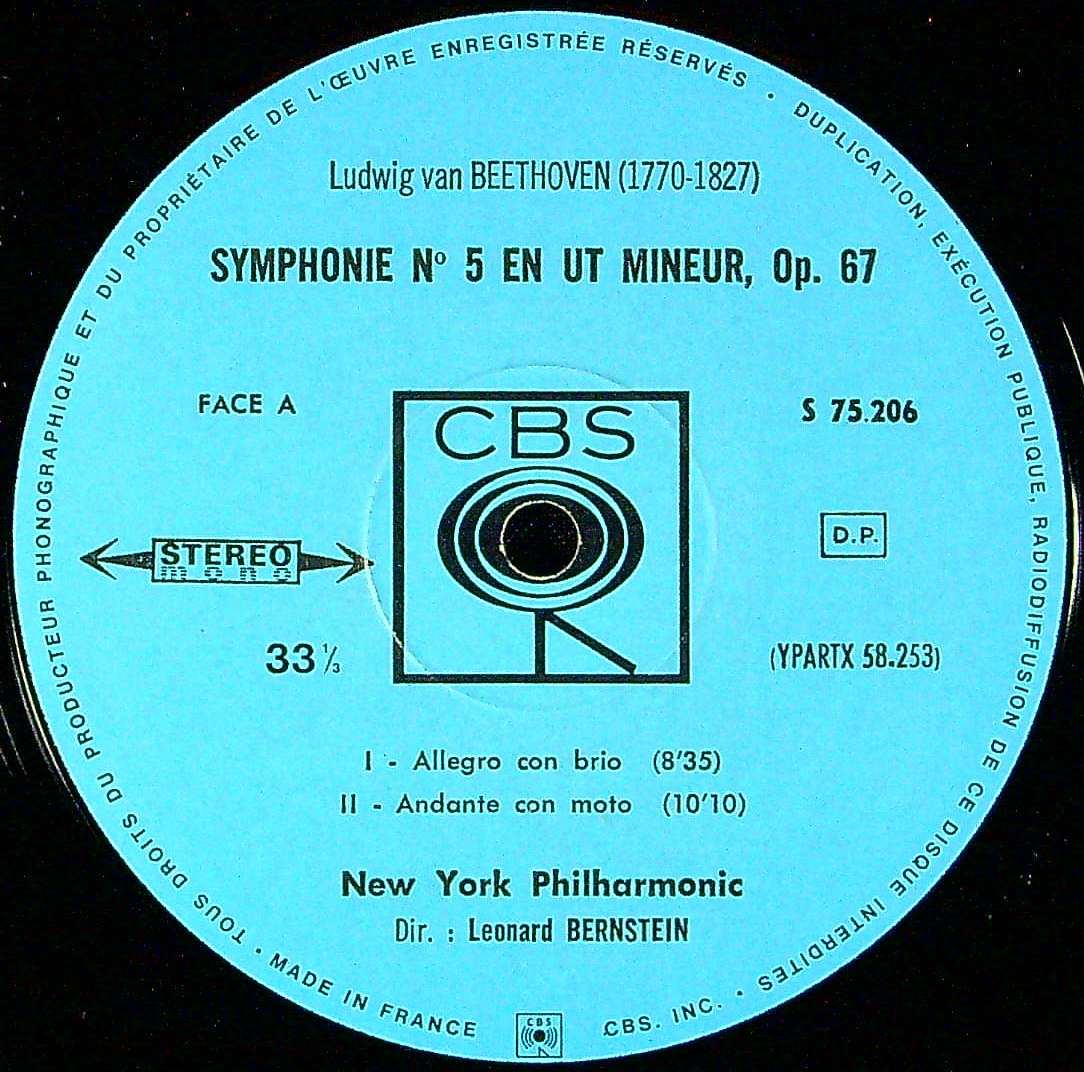 TOUS DROITS DU PRODUCTEUR PHONOGRAPHIQUE ET DU PROPRIÉTAIRE DE L'ŒUVRE ENREGISTRÉE RÉSERVÉS • DUPLICATION, EXÉCUTION PUBLIQUE, RADIODIFFUSION DE CE DISQUE INTERDITES •
Ludwig van BEETHOVEN (1770-1827)
SYMPHONIE Nº 5 EN UT MINEUR, Op. 67
FACE A
CBS
S 75.206
STEREO
mono
D.P.
33 ⅓
(YPARTX 58.253)
I - Allegro con brio (8'35)
II - Andante con moto (10'10)
New York Philharmonic
Dir. : Leonard BERNSTEIN
• MADE IN FRANCE
CBS
CBS. INC.